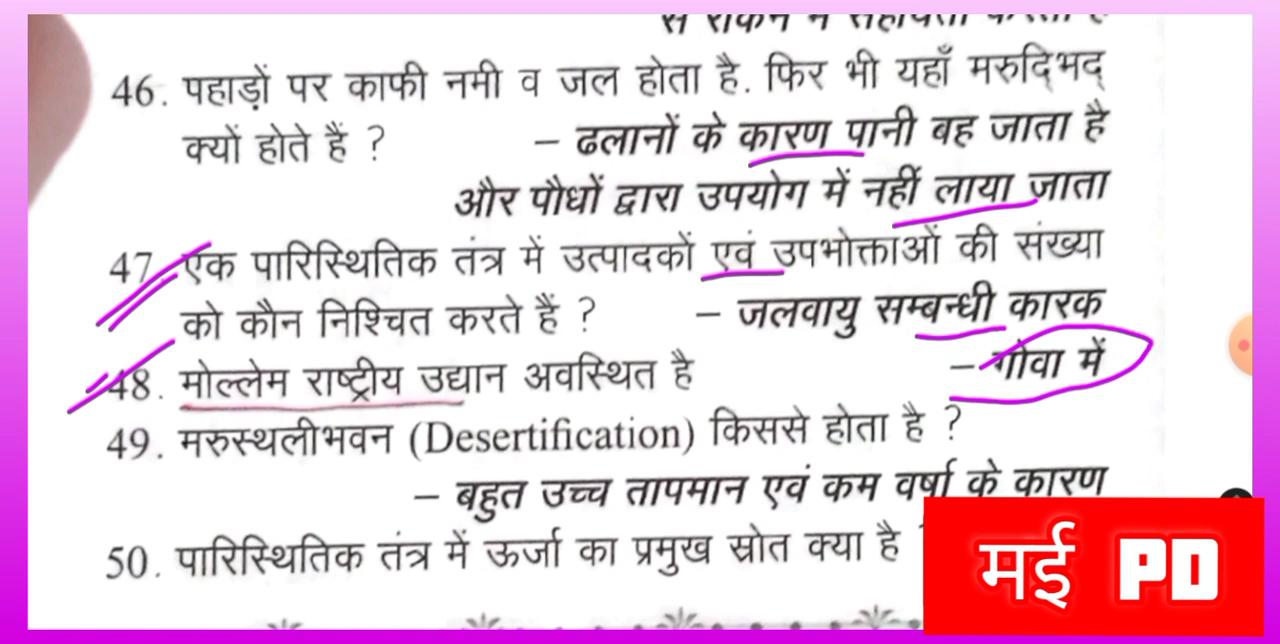 46. पहाड़ों पर काफी नमी व जल होता है. फिर भी यहाँ मरुद्भिद्
क्यों होते हैं ? – ढलानों के कारण पानी बह जाता है
और पौधों द्वारा उपयोग में नहीं लाया जाता
47. एक पारिस्थितिक तंत्र में उत्पादकों एवं उपभोक्ताओं की संख्या
को कौन निश्चित करते हैं ? – जलवायु सम्बन्धी कारक
48. मोल्लेम राष्ट्रीय उद्यान अवस्थित है – गोवा में
49. मरुस्थलीभवन (Desertification) किससे होता है ?
– बहुत उच्च तापमान एवं कम वर्षा के कारण
50. पारिस्थितिक तंत्र में ऊर्जा का प्रमुख स्रोत क्या है
मई PD